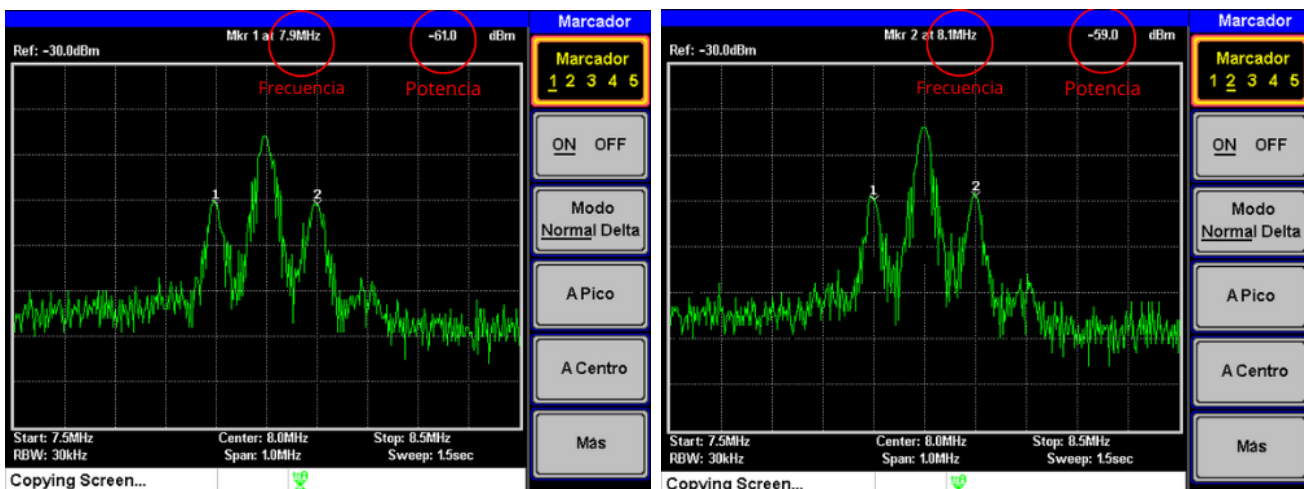 Marcador
Mkr 1 at 7.9MHz -61.0 dBm
Ref: -30.0dBm
Frecuencia Potencia
1
2
Start: 7.5MHz Center: 8.0MHz Stop: 8.5MHz
RBW: 30kHz Span: 1.0MHz Sweep: 1.5sec
Copying Screen...
Marcador
1 2 3 4 5
ON OFF
Modo
Normal Delta
A Pico
A Centro
Más
Marcador
Mkr 2 at 8.1MHz -59.0 dBm
Ref: -30.0dBm
Frecuencia Potencia
1
2
Start: 7.5MHz Center: 8.0MHz Stop: 8.5MHz
RBW: 30kHz Span: 1.0MHz Sweep: 1.5sec
Copying Screen...
Marcador
1 2 3 4 5
ON OFF
Modo
Normal Delta
A Pico
A Centro
Más